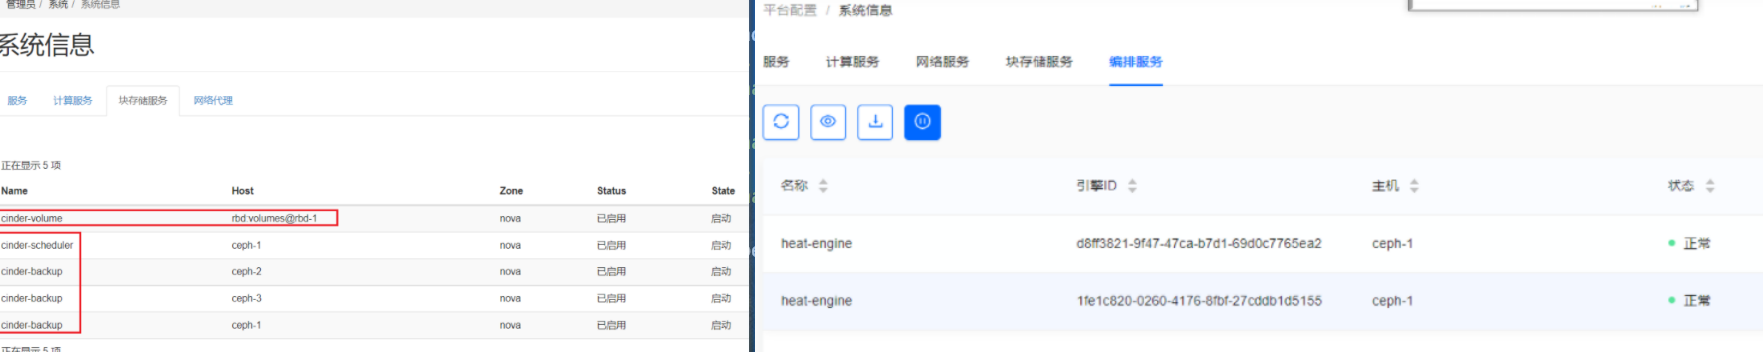 管理员 / 系统 / 系统信息
系统信息
服务 计算服务 块存储服务 网络代理
正在显示 5 项
Name Host Zone Status State
cinder-volume rbd:volumes@rbd-1 nova 已启用 启动
cinder-scheduler ceph-1 nova 已启用 启动
cinder-backup ceph-2 nova 已启用 启动
cinder-backup ceph-3 nova 已启用 启动
cinder-backup ceph-1 nova 已启用 启动
正在显示 5 项
平台配置 / 系统信息
服务 计算服务 网络服务 块存储服务 编排服务
名称 引擎ID 主机 状态
heat-engine d8ff3821-9f47-47ca-b7d1-69d0c7765ea2 ceph-1 正常
heat-engine 1fe1c820-0260-4176-8fbf-27cddb1d5155 ceph-1 正常